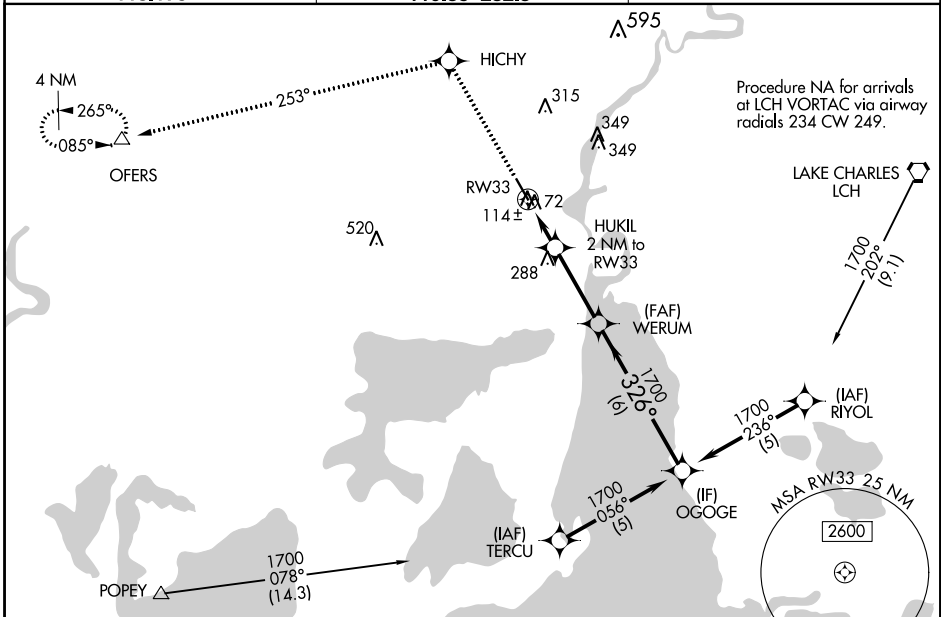 595
HICHY
4 NM
265°
085°
OFERS
253°
315
349
349
Procedure NA for arrivals
at LCH VORTAC via airway
radials 234 CW 249.
LAKE CHARLES
LCH
1700
202°
(9.1)
RW33
72
114±
520
HUKIL
2 NM to
RW33
288
(FAF)
WERUM
1700
326°
(6)
(IAF)
RIYOL
1700
236°
(5)
(IF)
OGOGE
1700
056°
(5)
(IAF)
TERCU
1700
078°
(14.3)
POPEY
MSA RW33 25 NM
2600